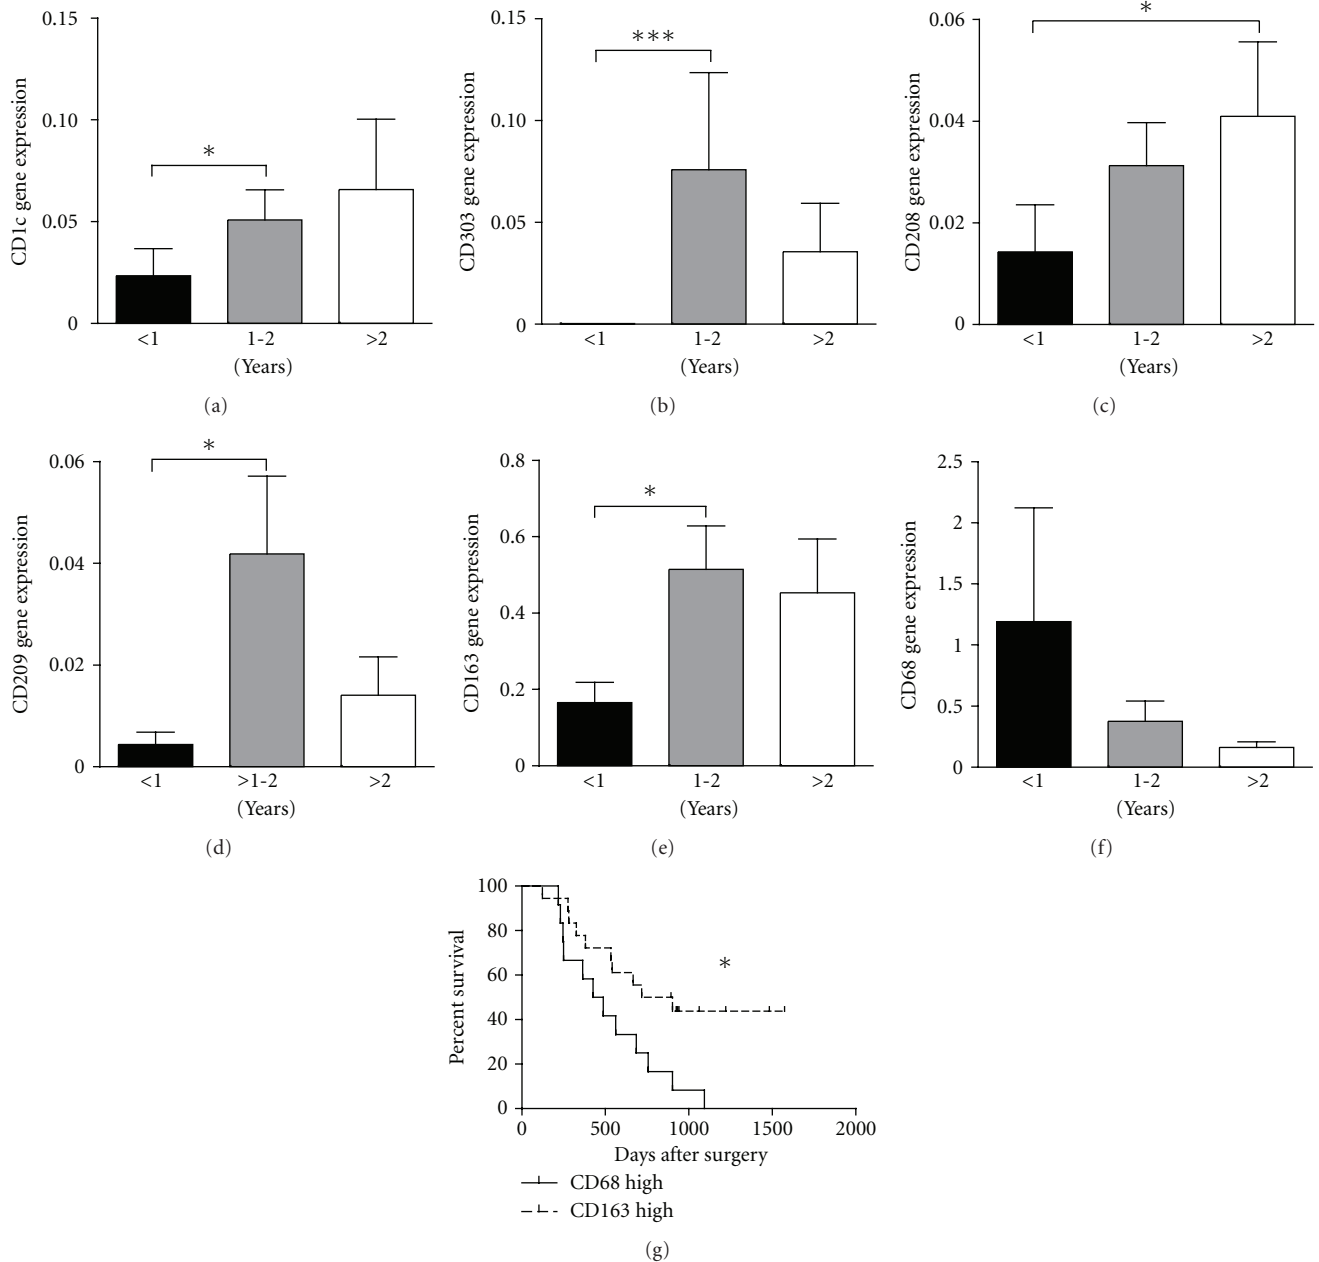 CD1c gene expression
0.15
0.10
0.05
0
*
<1 1-2 >2
(Years)
(a)
CD303 gene expression
0.15
0.10
0.05
0
***
<1 1-2 >2
(Years)
(b)
CD208 gene expression
0.06
0.04
0.02
0
*
<1 1-2 >2
(Years)
(c)
CD209 gene expression
0.06
0.04
0.02
0
*
<1 >1-2 >2
(Years)
(d)
CD163 gene expression
0.8
0.6
0.4
0.2
0
*
<1 1-2 >2
(Years)
(e)
CD68 gene expression
2.5
2
1.5
1
0.5
0
<1 1-2 >2
(Years)
(f)
Percent survival
100
80
60
40
20
0
*
0 500 1000 1500 2000
Days after surgery
CD68 high
CD163 high
(g)